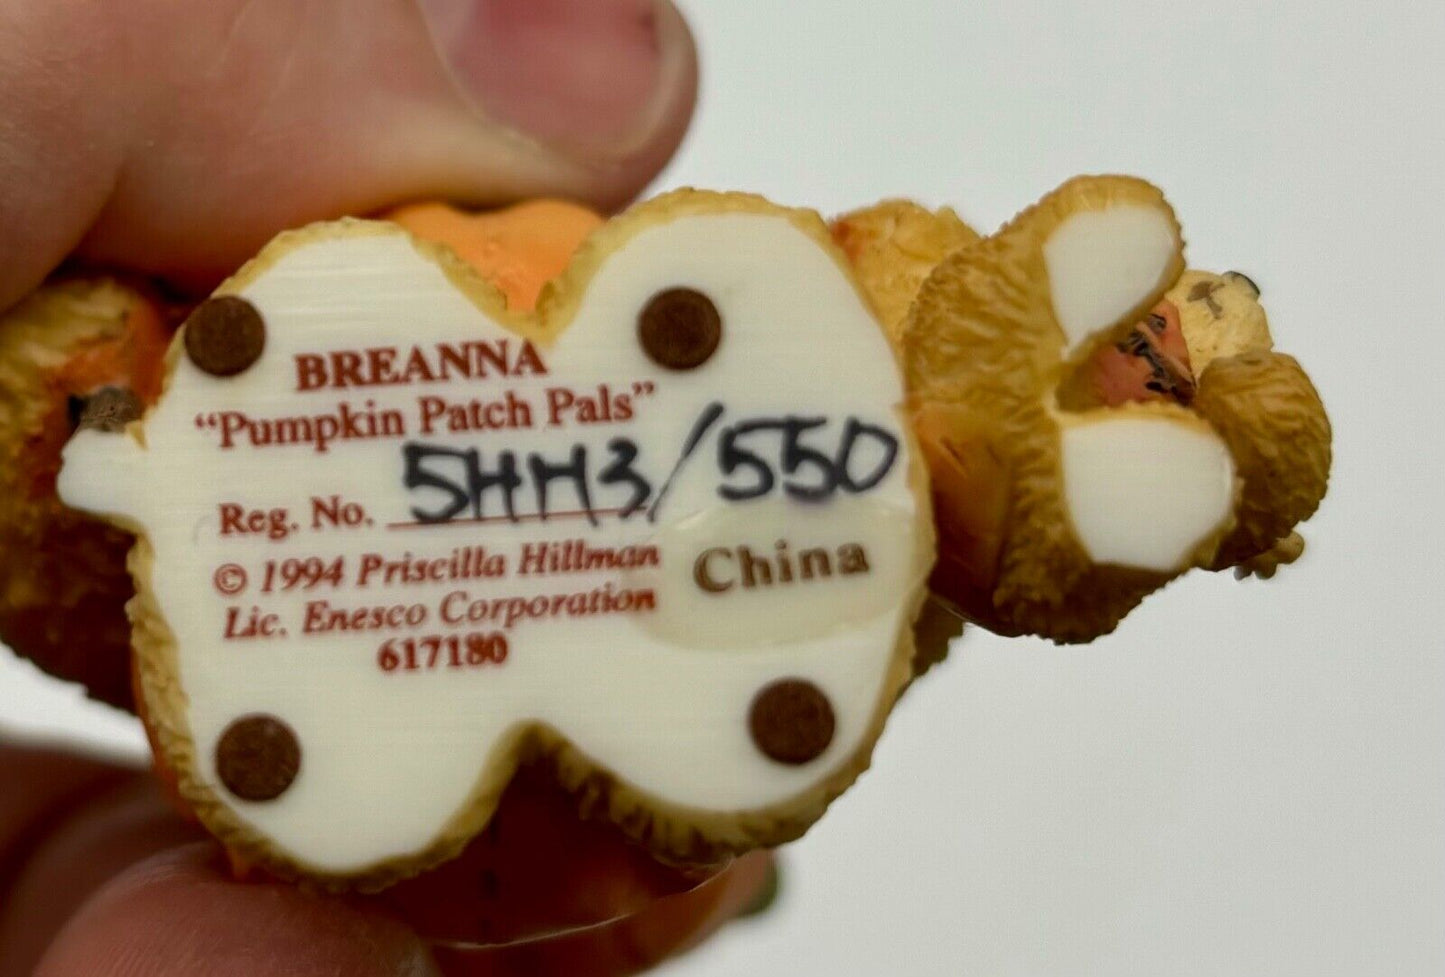 BREANNA
“Pumpkin Patch Pals”
Reg. No. 5HH3/550
© 1994 Priscilla Hillman
Lic. Enesco Corporation
617180
China